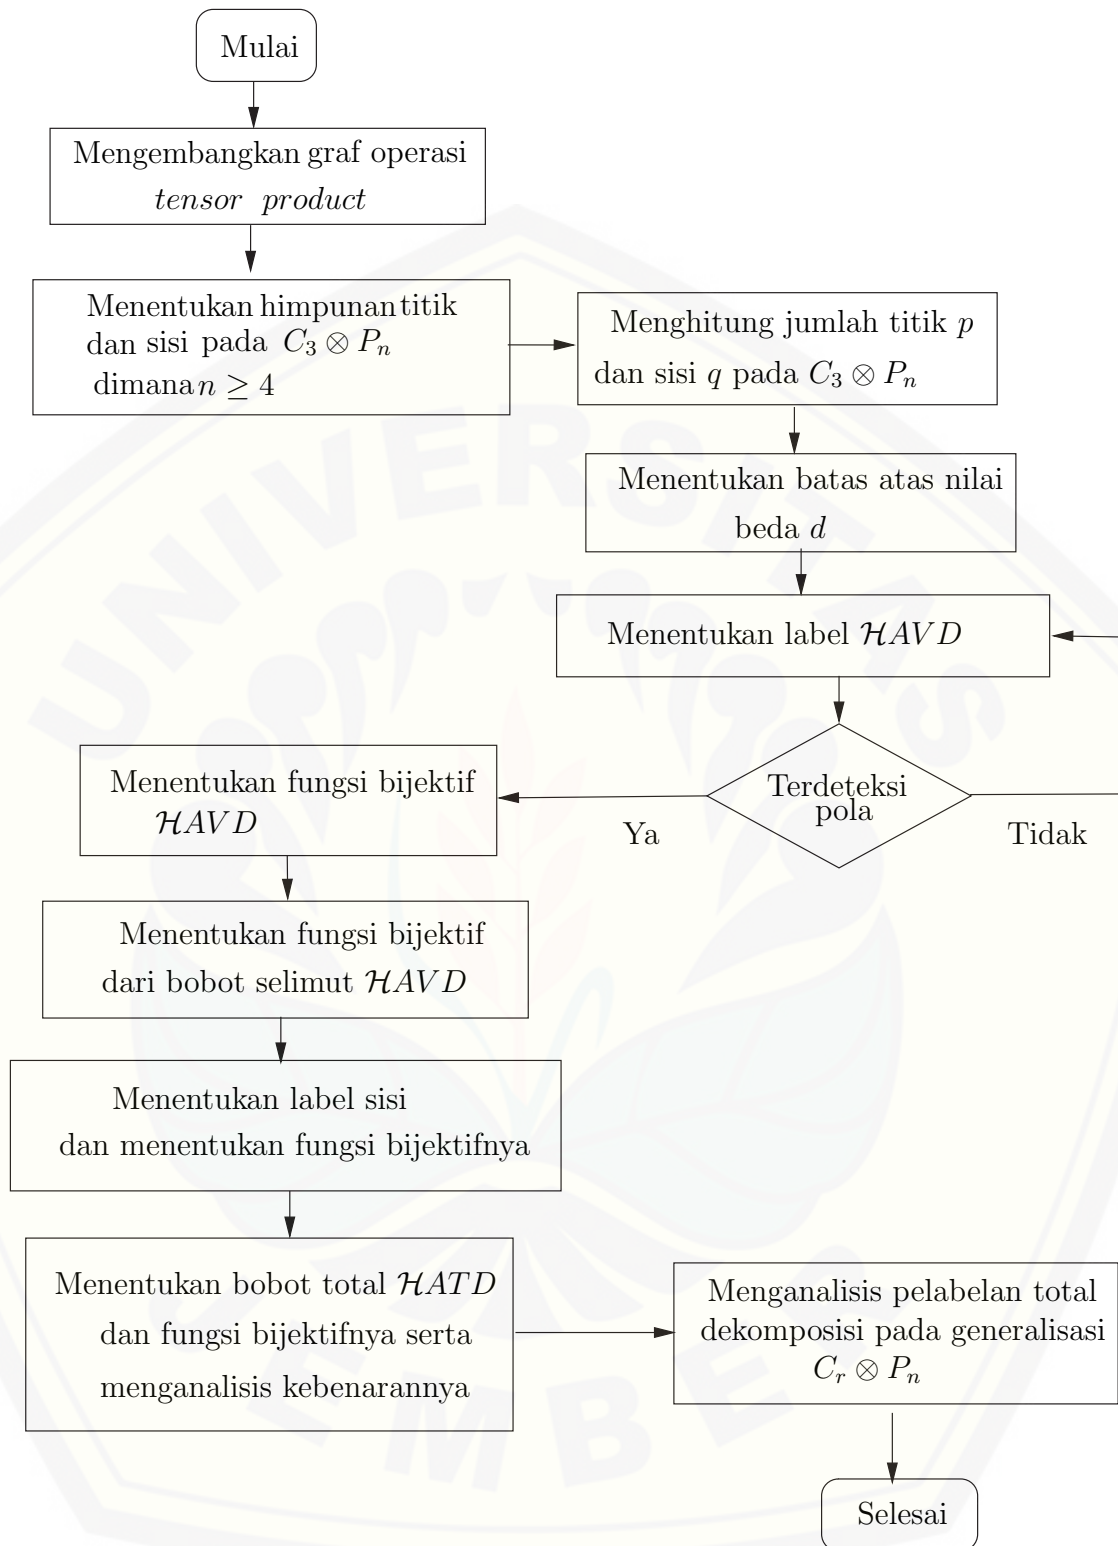 Mulai
Mengembangkan graf operasi
tensor product
Menentukan himpunan titik
dan sisi pada C₃ ⊗ Pₙ
dimana n ≥ 4
Menghitung jumlah titik p
dan sisi q pada C₃ ⊗ Pₙ
Menentukan batas atas nilai
beda d
Menentukan label ℋAVD
Terdeteksi
pola
Ya
Tidak
Menentukan fungsi bijektif
ℋAVD
Menentukan fungsi bijektif
dari bobot selimut ℋAVD
Menentukan label sisi
dan menentukan fungsi bijektifnya
Menentukan bobot total ℋATD
dan fungsi bijektifnya serta
menganalisis kebenarannya
Menganalisis pelabelan total
dekomposisi pada generalisasi
Cᵣ ⊗ Pₙ
Selesai
UNIVERSITAS
JEMBER